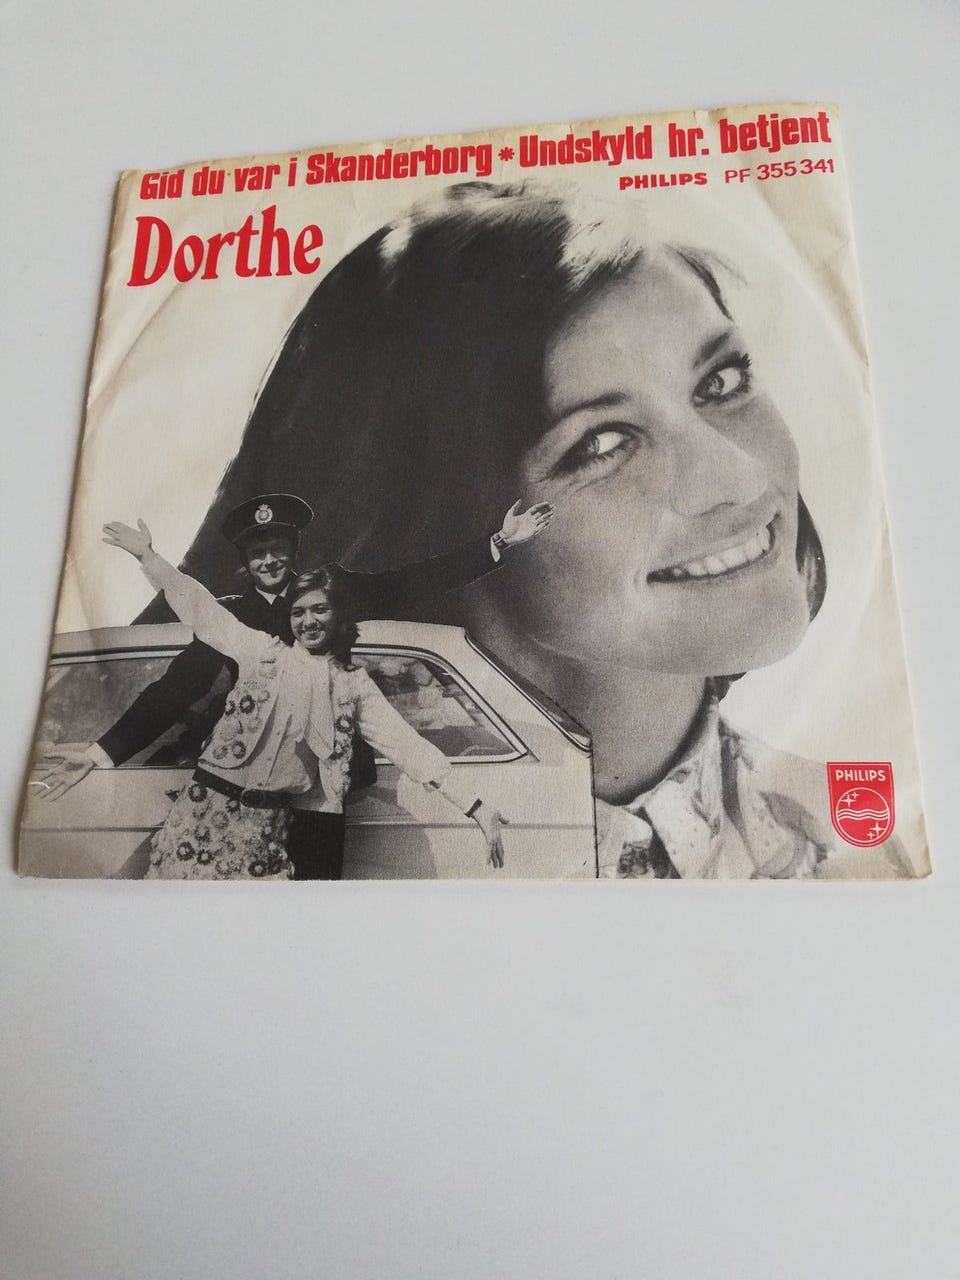 Gid du var i Skanderborg * Undskyld hr. betjent
PHILIPS PF 355 341
Dorthe
PHILIPS